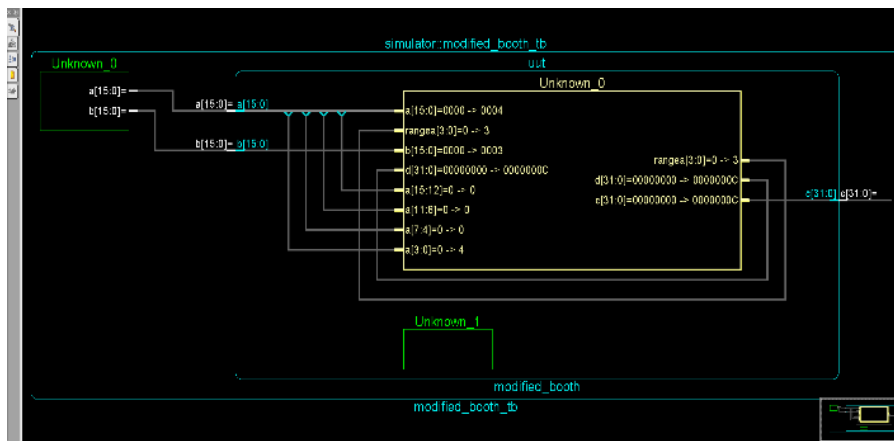 simulator::modified_booth_tb
Unknown_0
uut
Unknown_0
a[15:0]=
b[15:0]=
a[15:0]= a[15:0]
b[15:0]= b[15:0]
a[15:0]=0000 -> 0004
rangea[3:0]=0 -> 3
b[15:0]=0000 -> 0003
d[31:0]=00000000 -> 0000000C
a[15:12]=0 -> 0
a[11:8]=0 -> 0
a[7:4]=0 -> 0
a[3:0]=0 -> 4
rangea[3:0]=0 -> 3
d[31:0]=00000000 -> 0000000C
c[31:0]=00000000 -> 0000000C
c[31:0] c[31:0]=
Unknown_1
modified_booth
modified_booth_tb